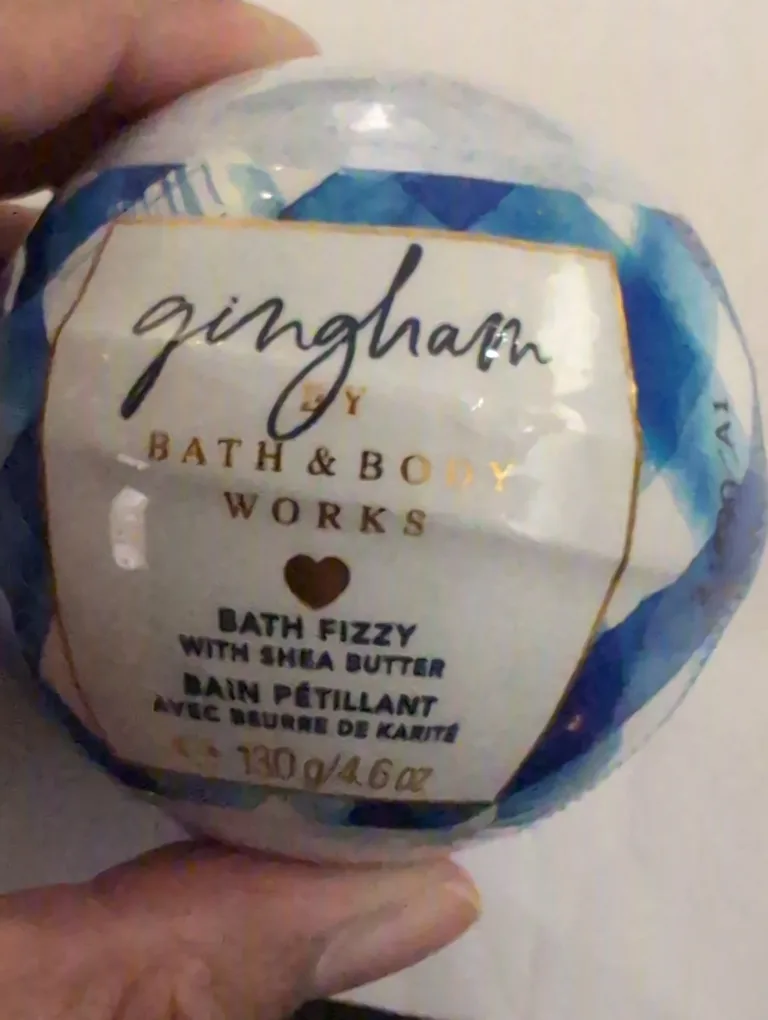 gingham
BY
BATH & BODY
WORKS
BATH FIZZY
WITH SHEA BUTTER
BAIN PÉTILLANT
AVEC BEURRE DE KARITÉ
130 g/4.6 oz